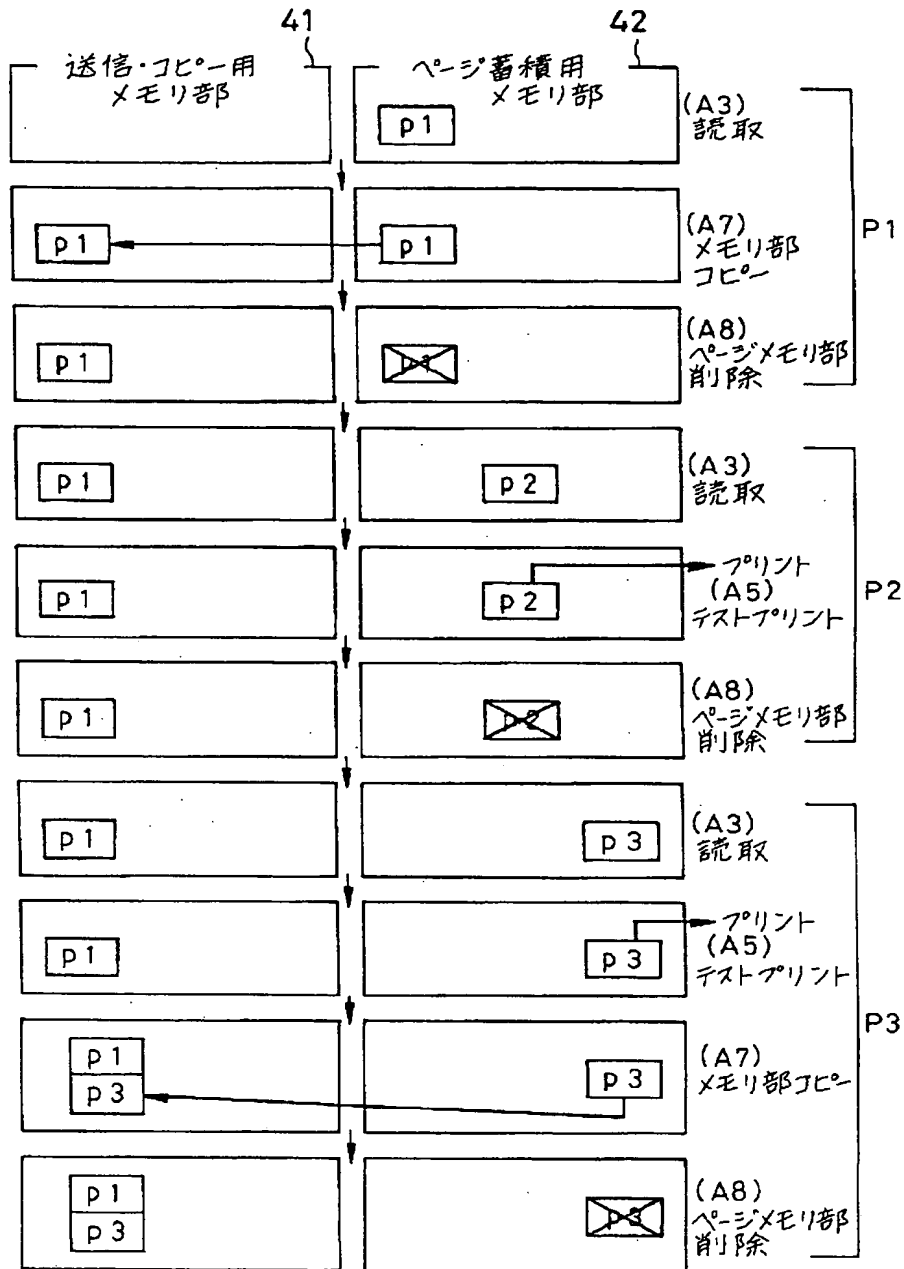 41
42
送信・コピー用
メモリ部
ページ蓄積用
メモリ部
p1
(A3)
読取
P1
p1
p1
(A7)
メモリ部
コピー
p1
p1
(A8)
ページメモリ部
削除
p1
p2
(A3)
読取
P2
p1
p2
プリント
(A5)
テストプリント
p1
p2
(A8)
ページメモリ部
削除
p1
p3
(A3)
読取
P3
p1
p3
プリント
(A5)
テストプリント
p1
p3
p3
(A7)
メモリ部コピー
p1
p3
p3
(A8)
ページメモリ部
削除